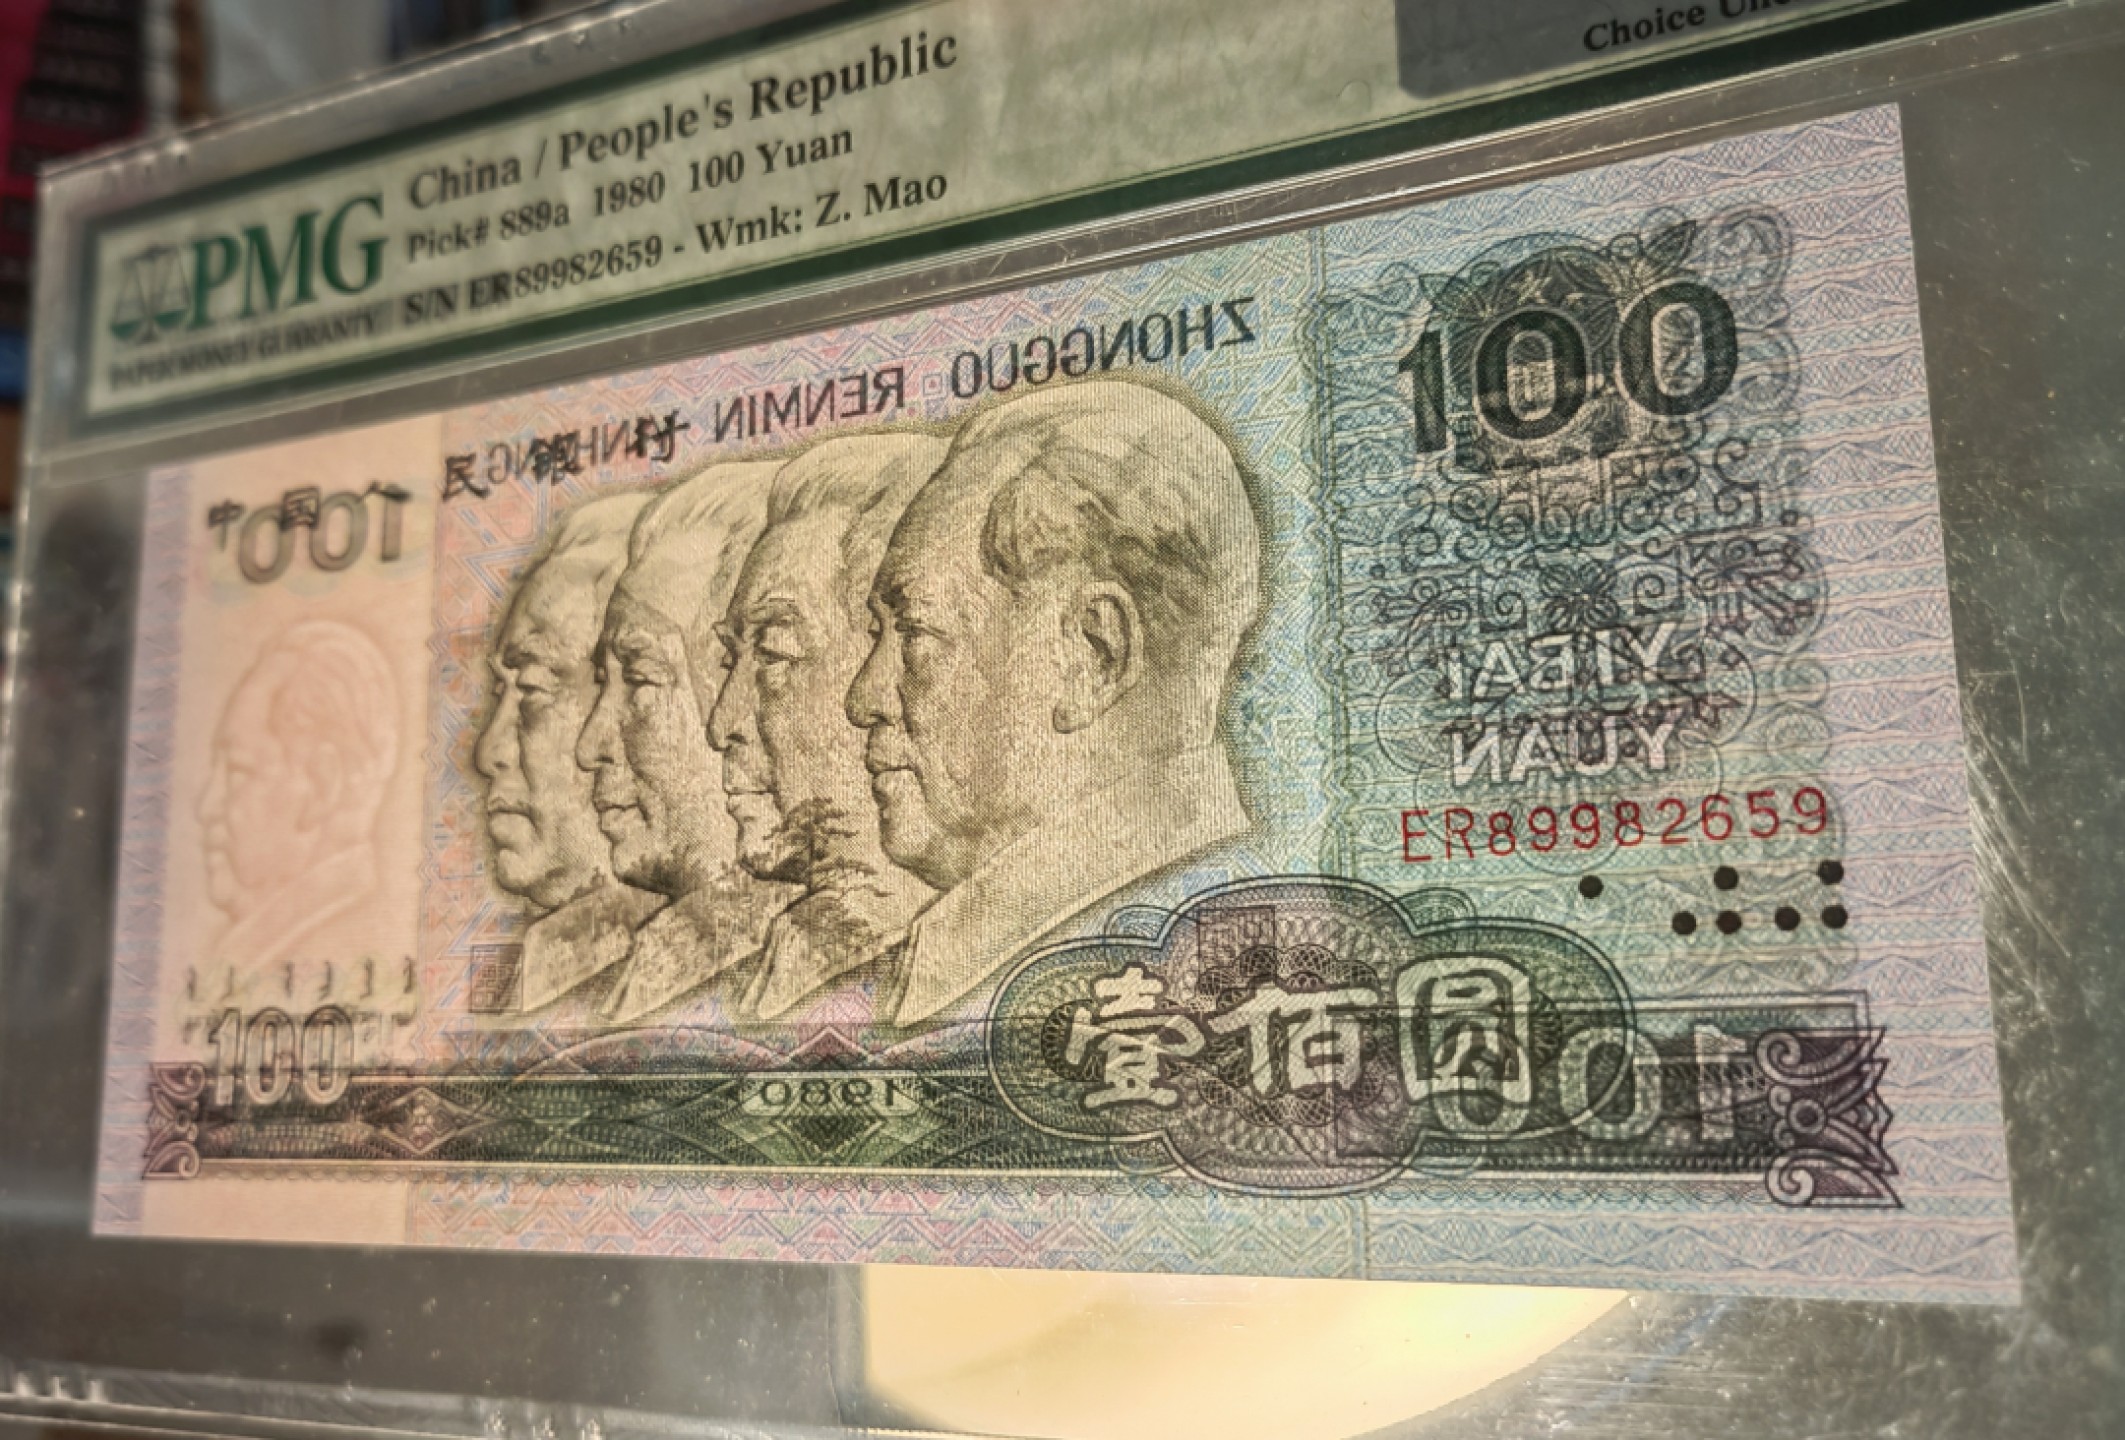 Choice Unc
China / People's Republic
Pick# 889a 1980 100 Yuan
S/N ER89982659 - Wmk: Z. Mao
PMG
PAPER MONEY GUARANTY
ZHONGGUO RENMIN YINHANG
中国人民银行
100
100
YIBAI
YUAN
ER89982659
壹佰圆
100
1980
100